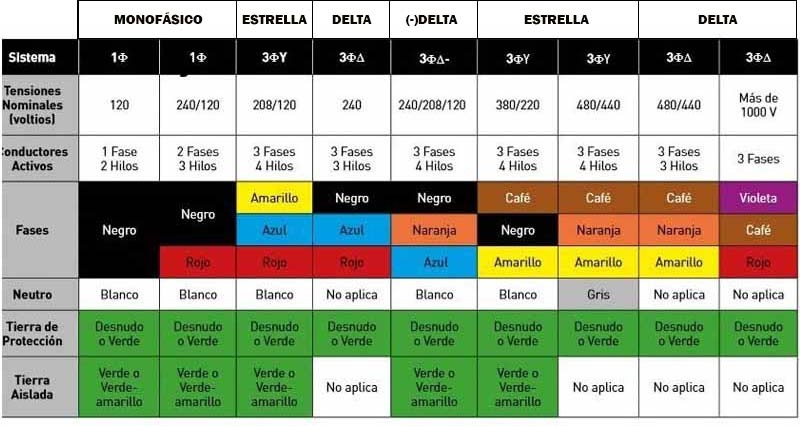 MONOFÁSICO ESTRELLA DELTA (-)DELTA ESTRELLA DELTA
Sistema 1Φ 1Φ 3ΦY 3Φ∆ 3Φ∆- 3ΦY 3ΦY 3Φ∆ 3Φ∆
Tensiones
Nominales
(voltios)
120 240/120 208/120 240 240/208/120 380/220 480/440 480/440 Más de
1000 V
Conductores
Activos
1 Fase
2 Hilos
2 Fases
3 Hilos
3 Fases
4 Hilos
3 Fases
3 Hilos
3 Fases
4 Hilos
3 Fases
4 Hilos
3 Fases
4 Hilos
3 Fases
3 Hilos
3 Fases
Fases
Negro
Negro
Rojo
Amarillo
Azul
Rojo
Negro
Azul
Rojo
Negro
Naranja
Azul
Café
Negro
Amarillo
Café
Naranja
Amarillo
Café
Naranja
Amarillo
Violeta
Café
Rojo
Neutro Blanco Blanco Blanco No aplica Blanco Blanco Gris No aplica No aplica
Tierra de
Protección
Desnudo
o Verde
Desnudo
o Verde
Desnudo
o Verde
Desnudo
o Verde
Desnudo
o Verde
Desnudo
o Verde
Desnudo
o Verde
Desnudo
o Verde
Desnudo
o Verde
Tierra
Aislada
Verde o
Verde-
amarillo
Verde o
Verde-
amarillo
Verde o
Verde-
amarillo
No aplica
Verde o
Verde-
amarillo
Verde o
Verde-
amarillo
No aplica
No aplica
No aplica